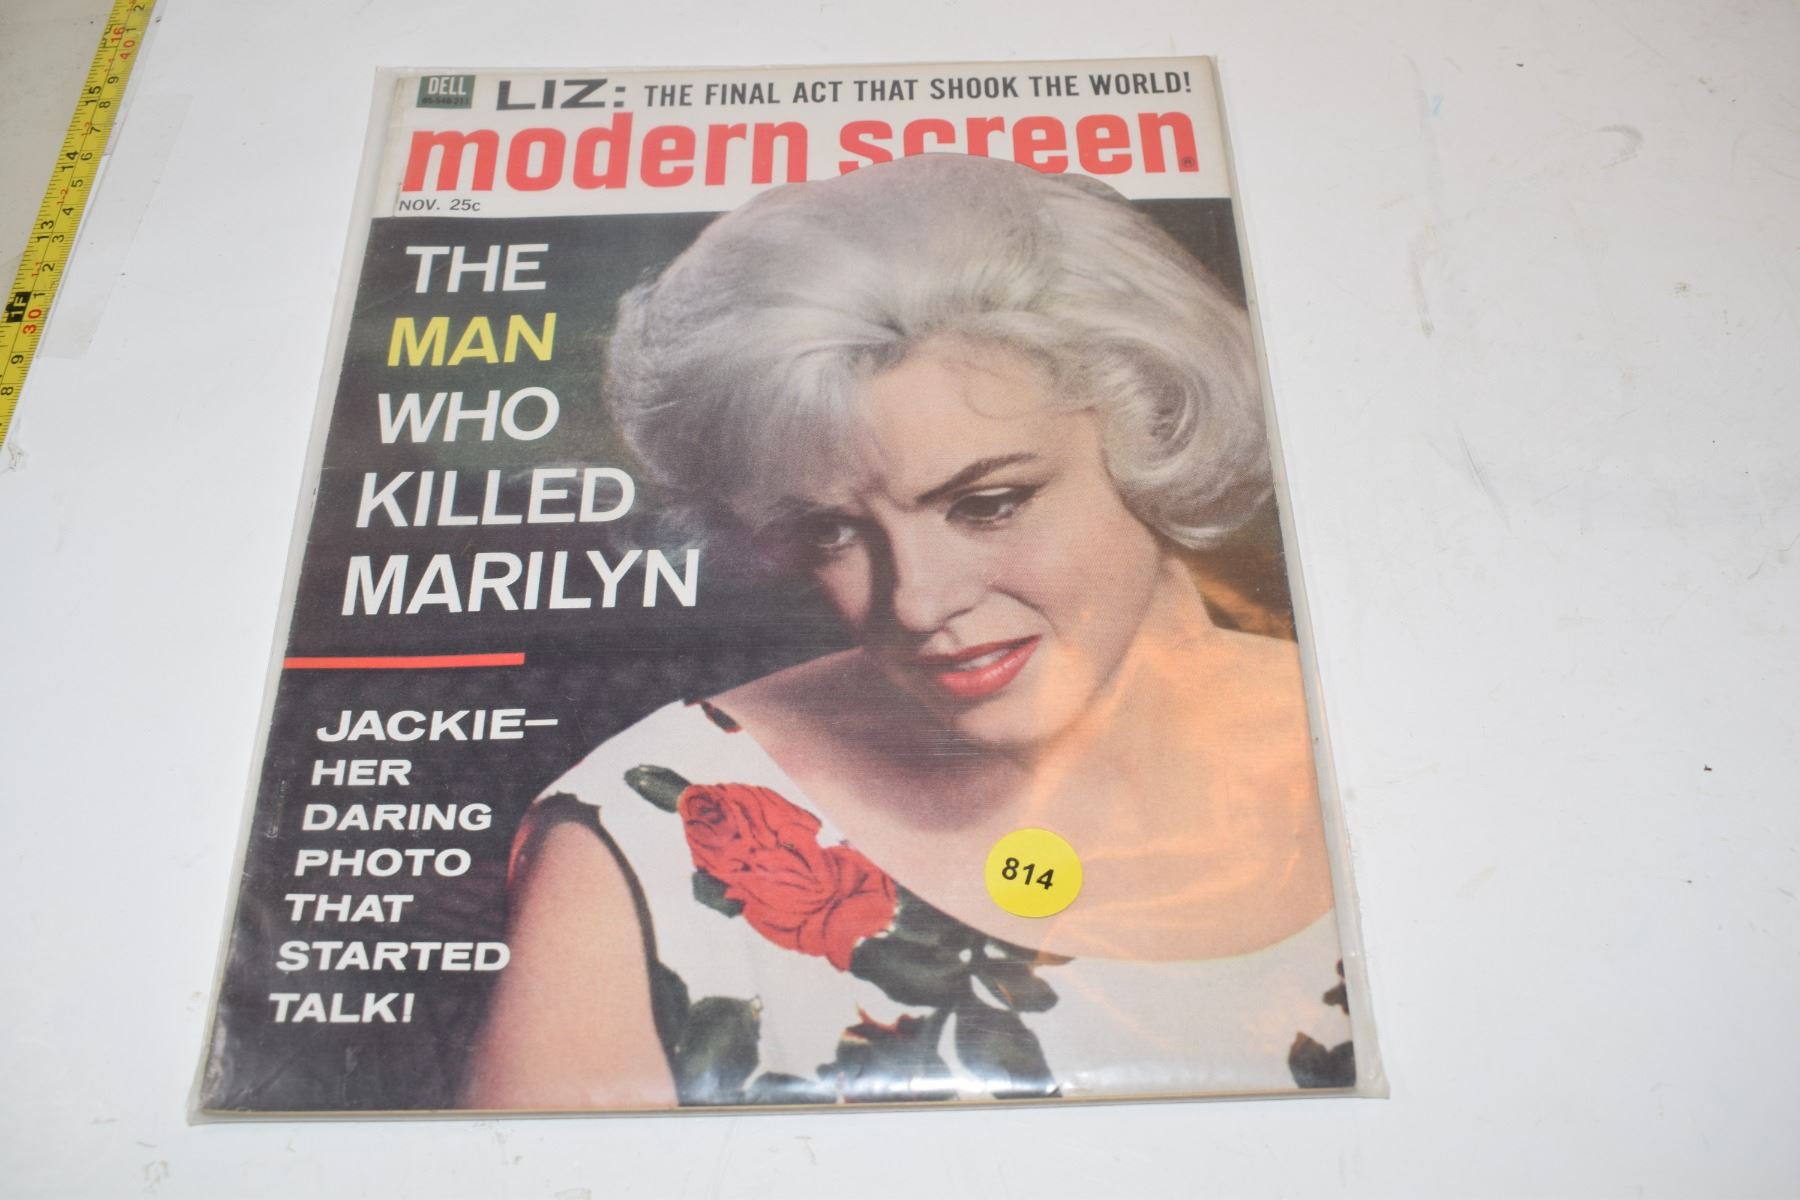 DELL
LIZ: THE FINAL ACT THAT SHOOK THE WORLD!
modern screen
®
NOV. 25c
THE
MAN
WHO
KILLED
MARILYN
JACKIE—
HER
DARING
PHOTO
THAT
STARTED
TALK!
814